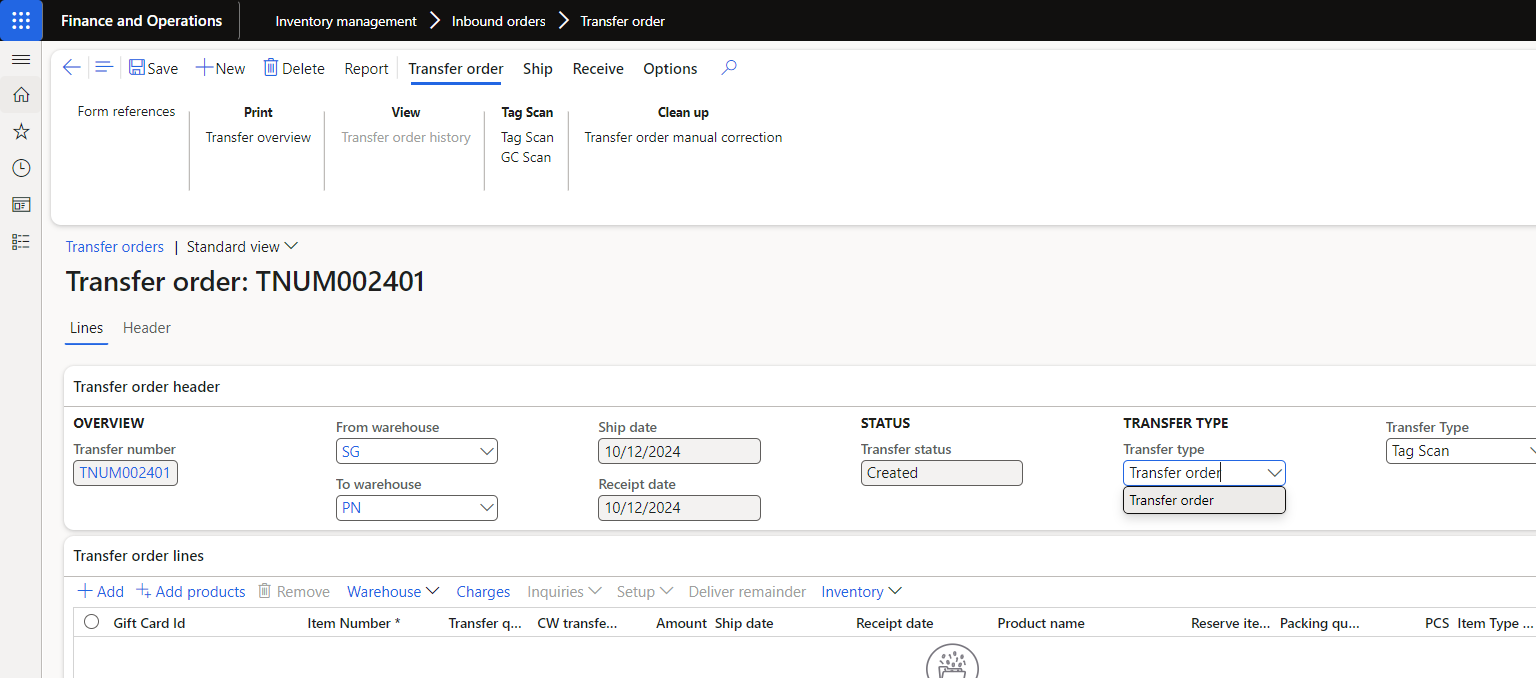 Finance and Operations
Inventory management > Inbound orders > Transfer order
Save New Delete Report Transfer order Ship Receive Options
Form references
Print
Transfer overview
View
Transfer order history
Tag Scan
Tag Scan
GC Scan
Clean up
Transfer order manual correction
Transfer orders | Standard view
Transfer order: TNUM002401
Lines Header
Transfer order header
OVERVIEW
Transfer number
TNUM002401
From warehouse
SG
To warehouse
PN
Ship date
10/12/2024
Receipt date
10/12/2024
STATUS
Transfer status
Created
TRANSFER TYPE
Transfer type
Transfer order
Transfer order
Transfer Type
Tag Scan
Transfer order lines
Add Add products Remove Warehouse Charges Inquiries Setup Deliver remainder Inventory
Gift Card Id Item Number * Transfer q... CW transfe... Amount Ship date Receipt date Product name Reserve ite... Packing qu... PCS Item Type ...